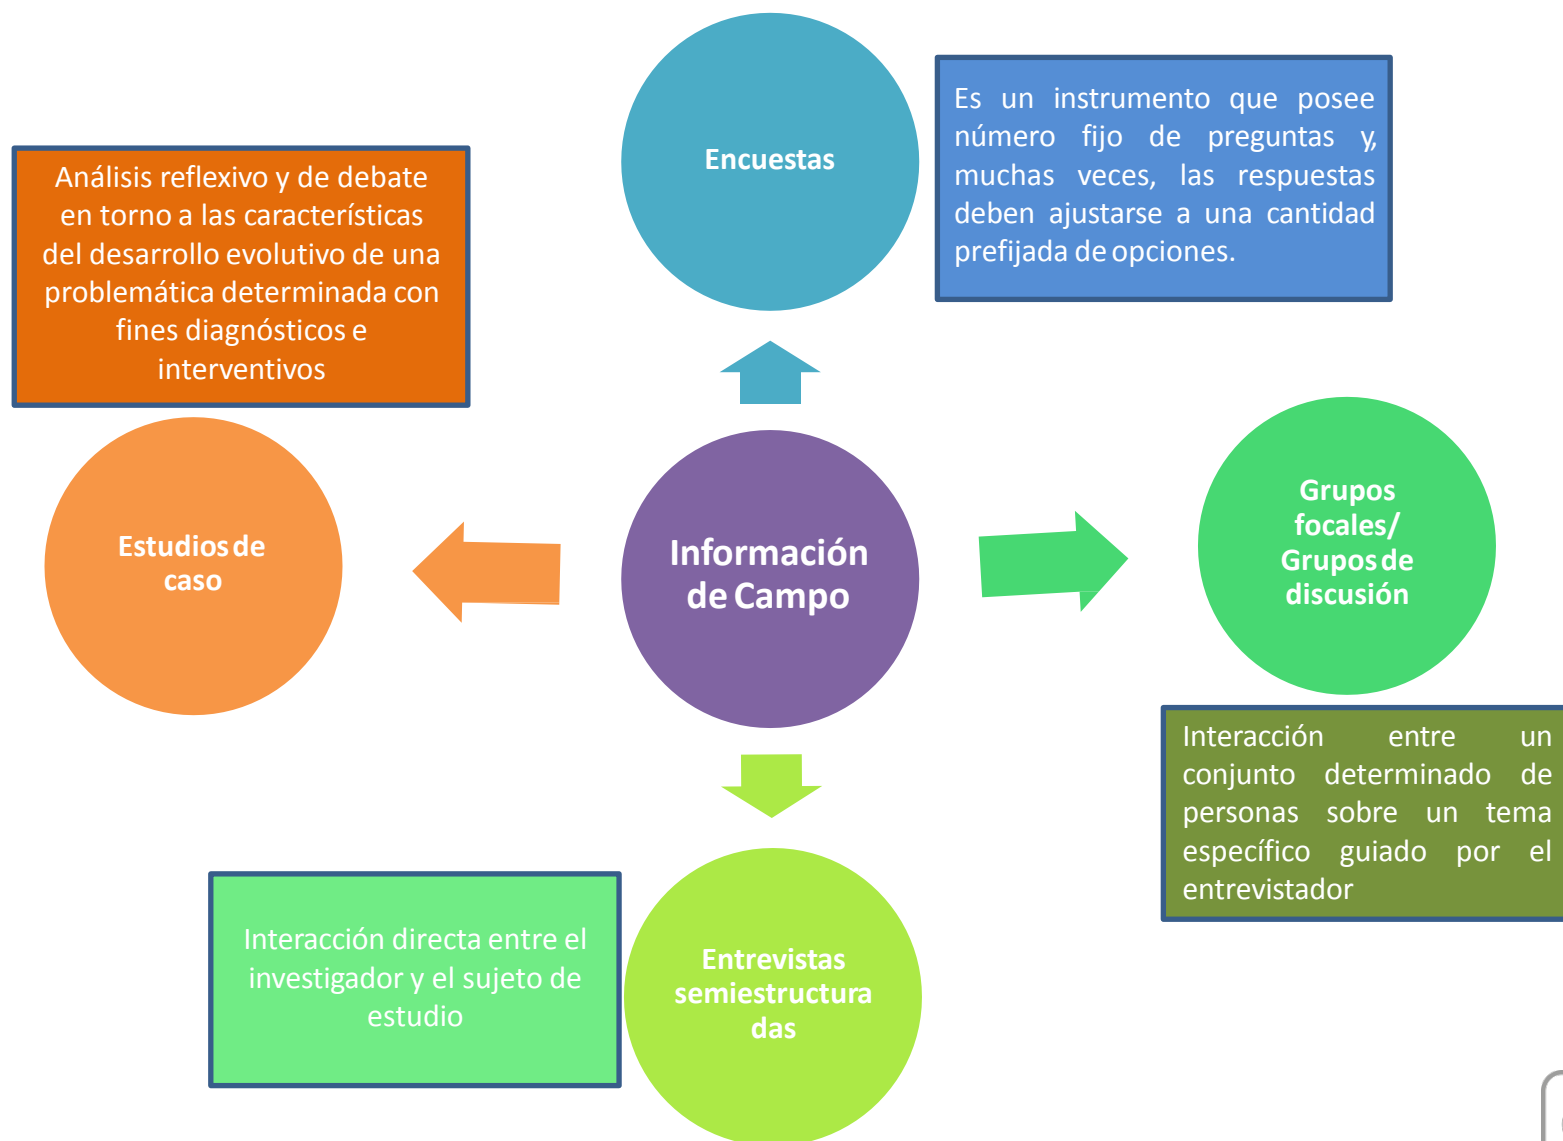 Encuestas
Es un instrumento que posee
número fijo de preguntas y,
muchas veces, las respuestas
deben ajustarse a una cantidad
prefijada de opciones.
Análisis reflexivo y de debate
en torno a las características
del desarrollo evolutivo de una
problemática determinada con
fines diagnósticos e
interventivos
Estudios de
caso
Información
de Campo
Grupos
focales/
Grupos de
discusión
Interacción entre un
conjunto determinado de
personas sobre un tema
específico guiado por el
entrevistador
Interacción directa entre el
investigador y el sujeto de
estudio
Entrevistas
semiestructura
das